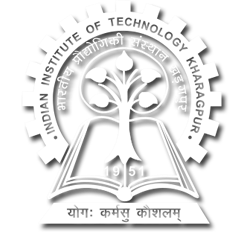 · INDIAN INSTITUTE OF TECHNOLOGY KHARAGPUR ·
भारतीय प्रौद्योगिकी संस्थान खड़गपुर
1951
योगः कर्मसु कौशलम्